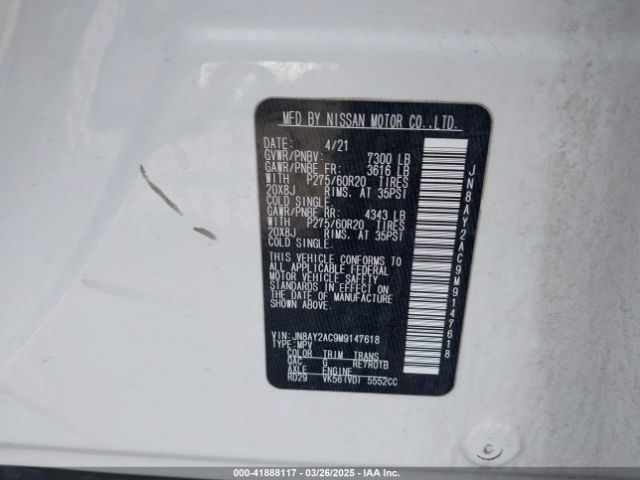 MFD BY NISSAN MOTOR CO.,LTD.
DATE: 4/21
GVWR/PNBV: 7300 LB
GAWR/PNBE FR: 3616 LB
WITH P275/60R20 TIRES
20X8J RIMS. AT 35PSI
COLD SINGLE.
GAWR/PNBE RR: 4343 LB
WITH P275/60R20 TIRES
20X8J RIMS. AT 35PSI
COLD SINGLE.
THIS VEHICLE CONFORMS TO
ALL APPLICABLE FEDERAL
MOTOR VEHICLE SAFETY
STANDARDS IN EFFECT ON
THE DATE OF MANUFACTURE
SHOWN ABOVE.
VIN:JN8AY2AC9M9147618
TYPE:MPV
COLOR TRIM TRANS
QAC G RE7R01B
AXLE ENGINE
RD29 VK56(VD) 5552CC
JN8AY2AC9M9147618
000-41888117 · 03/26/2025 · IAA Inc.